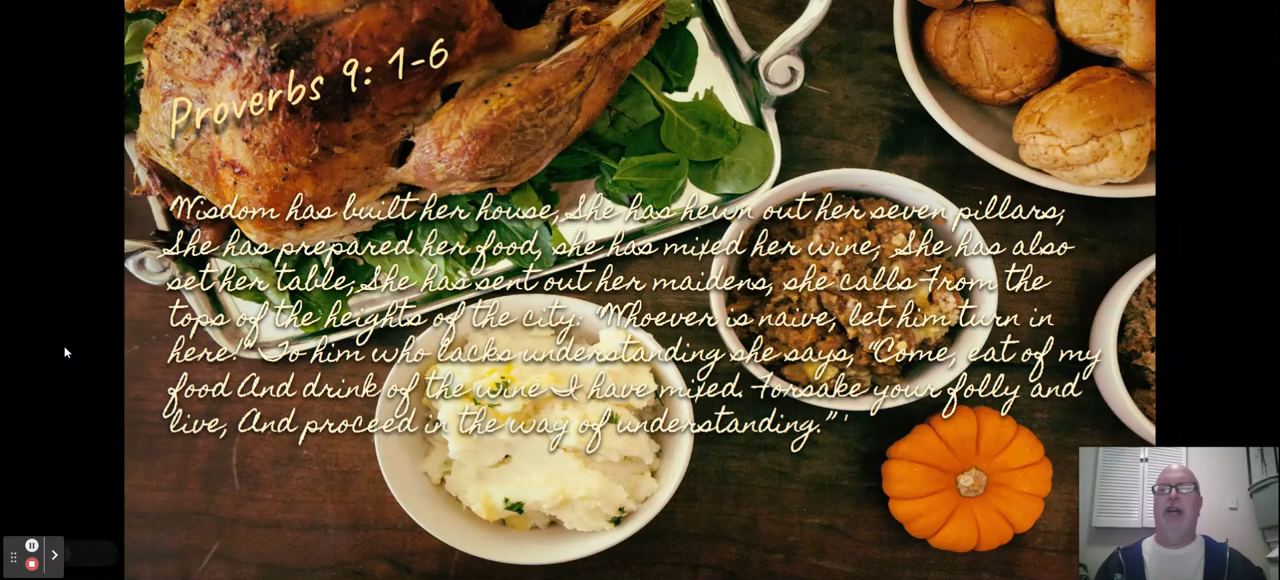 Proverbs 9: 1-6
Wisdom has built her house, She has hewn out her seven pillars;
She has prepared her food, she has mixed her wine; She has also
set her table; She has sent out her maidens, she calls From the
tops of the heights of the city: "Whoever is naive, let him turn in
here!" To him who lacks understanding she says, "Come, eat of my
food And drink of the wine I have mixed. Forsake your folly and
live, And proceed in the way of understanding." '